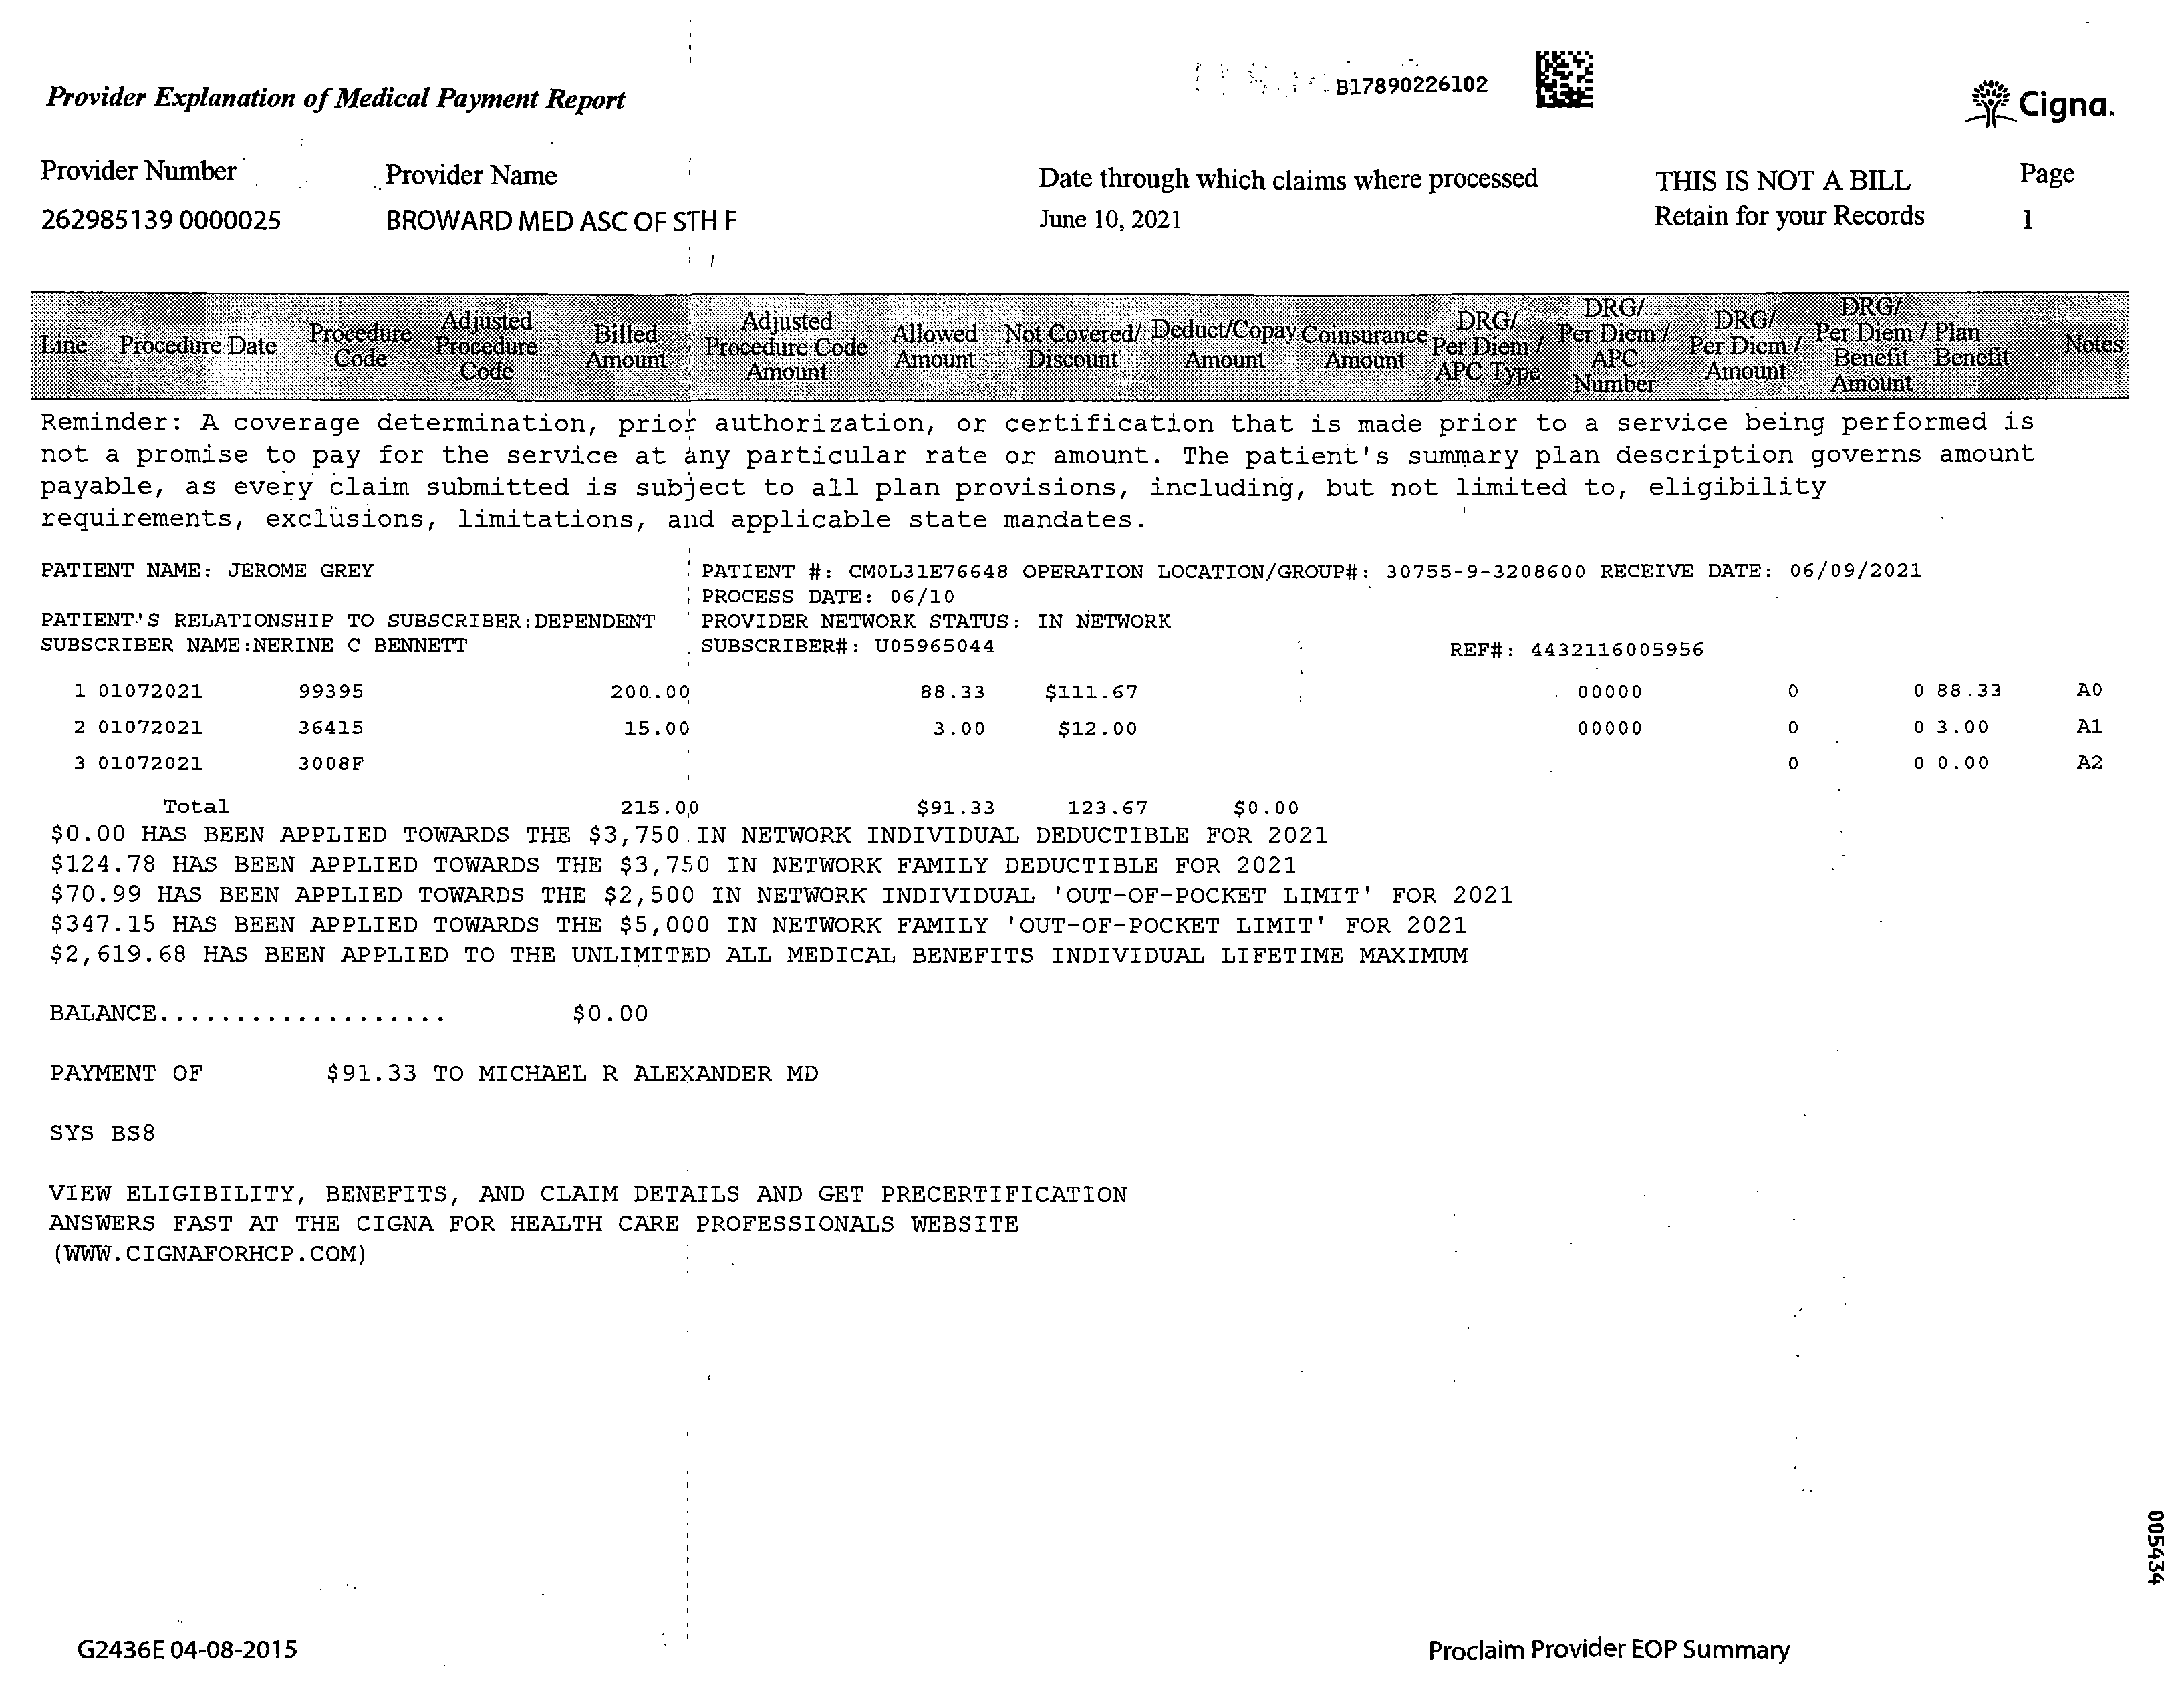 Provider Explanation of Medical Payment Report
B17890226102
Cigna.
Provider Number Provider Name Date through which claims where processed THIS IS NOT A BILL Page
262985139 0000025 BROWARD MED ASC OF STH F June 10, 2021 Retain for your Records 1
Line Procedure Date Procedure Code Adjusted Procedure Code Billed Amount Adjusted Procedure Code Amount Allowed Amount Not Covered/ Discount Deduct/Copay Amount Coinsurance Amount DRG/ Per Diem / APC Type DRG/ Per Diem / APC Number DRG/ Per Diem / Amount DRG/ Per Diem / Benefit Amount Plan Benefit Notes
Reminder: A coverage determination, prior authorization, or certification that is made prior to a service being performed is
not a promise to pay for the service at any particular rate or amount. The patient's summary plan description governs amount
payable, as every claim submitted is subject to all plan provisions, including, but not limited to, eligibility
requirements, exclusions, limitations, and applicable state mandates.
PATIENT NAME: JEROME GREY PATIENT #: CM0L31E76648 OPERATION LOCATION/GROUP#: 30755-9-3208600 RECEIVE DATE: 06/09/2021
PROCESS DATE: 06/10
PATIENT'S RELATIONSHIP TO SUBSCRIBER:DEPENDENT PROVIDER NETWORK STATUS: IN NETWORK
SUBSCRIBER NAME:NERINE C BENNETT SUBSCRIBER#: U05965044 REF#: 4432116005956
1 01072021 99395 200.00 88.33 $111.67 00000 0 0 88.33 A0
2 01072021 36415 15.00 3.00 $12.00 00000 0 0 3.00 A1
3 01072021 3008F 0 0 0.00 A2
Total 215.00 $91.33 123.67 $0.00
$0.00 HAS BEEN APPLIED TOWARDS THE $3,750 IN NETWORK INDIVIDUAL DEDUCTIBLE FOR 2021
$124.78 HAS BEEN APPLIED TOWARDS THE $3,750 IN NETWORK FAMILY DEDUCTIBLE FOR 2021
$70.99 HAS BEEN APPLIED TOWARDS THE $2,500 IN NETWORK INDIVIDUAL 'OUT-OF-POCKET LIMIT' FOR 2021
$347.15 HAS BEEN APPLIED TOWARDS THE $5,000 IN NETWORK FAMILY 'OUT-OF-POCKET LIMIT' FOR 2021
$2,619.68 HAS BEEN APPLIED TO THE UNLIMITED ALL MEDICAL BENEFITS INDIVIDUAL LIFETIME MAXIMUM
BALANCE................... $0.00
PAYMENT OF $91.33 TO MICHAEL R ALEXANDER MD
SYS BS8
VIEW ELIGIBILITY, BENEFITS, AND CLAIM DETAILS AND GET PRECERTIFICATION
ANSWERS FAST AT THE CIGNA FOR HEALTH CARE PROFESSIONALS WEBSITE
(WWW.CIGNAFORHCP.COM)
005434
G2436E 04-08-2015 Proclaim Provider EOP Summary